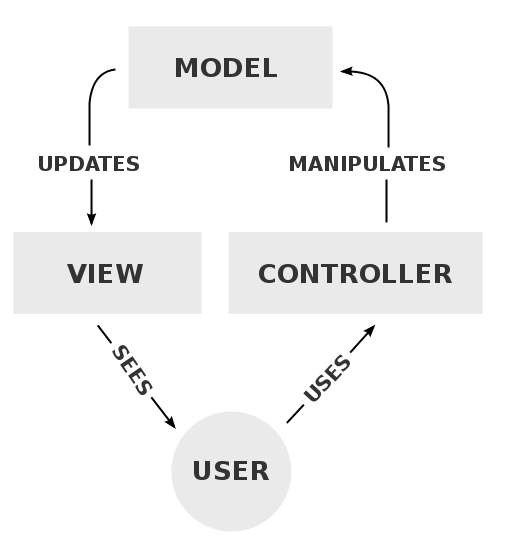 MODEL
UPDATES
MANIPULATES
VIEW
CONTROLLER
SEES
USES
USER